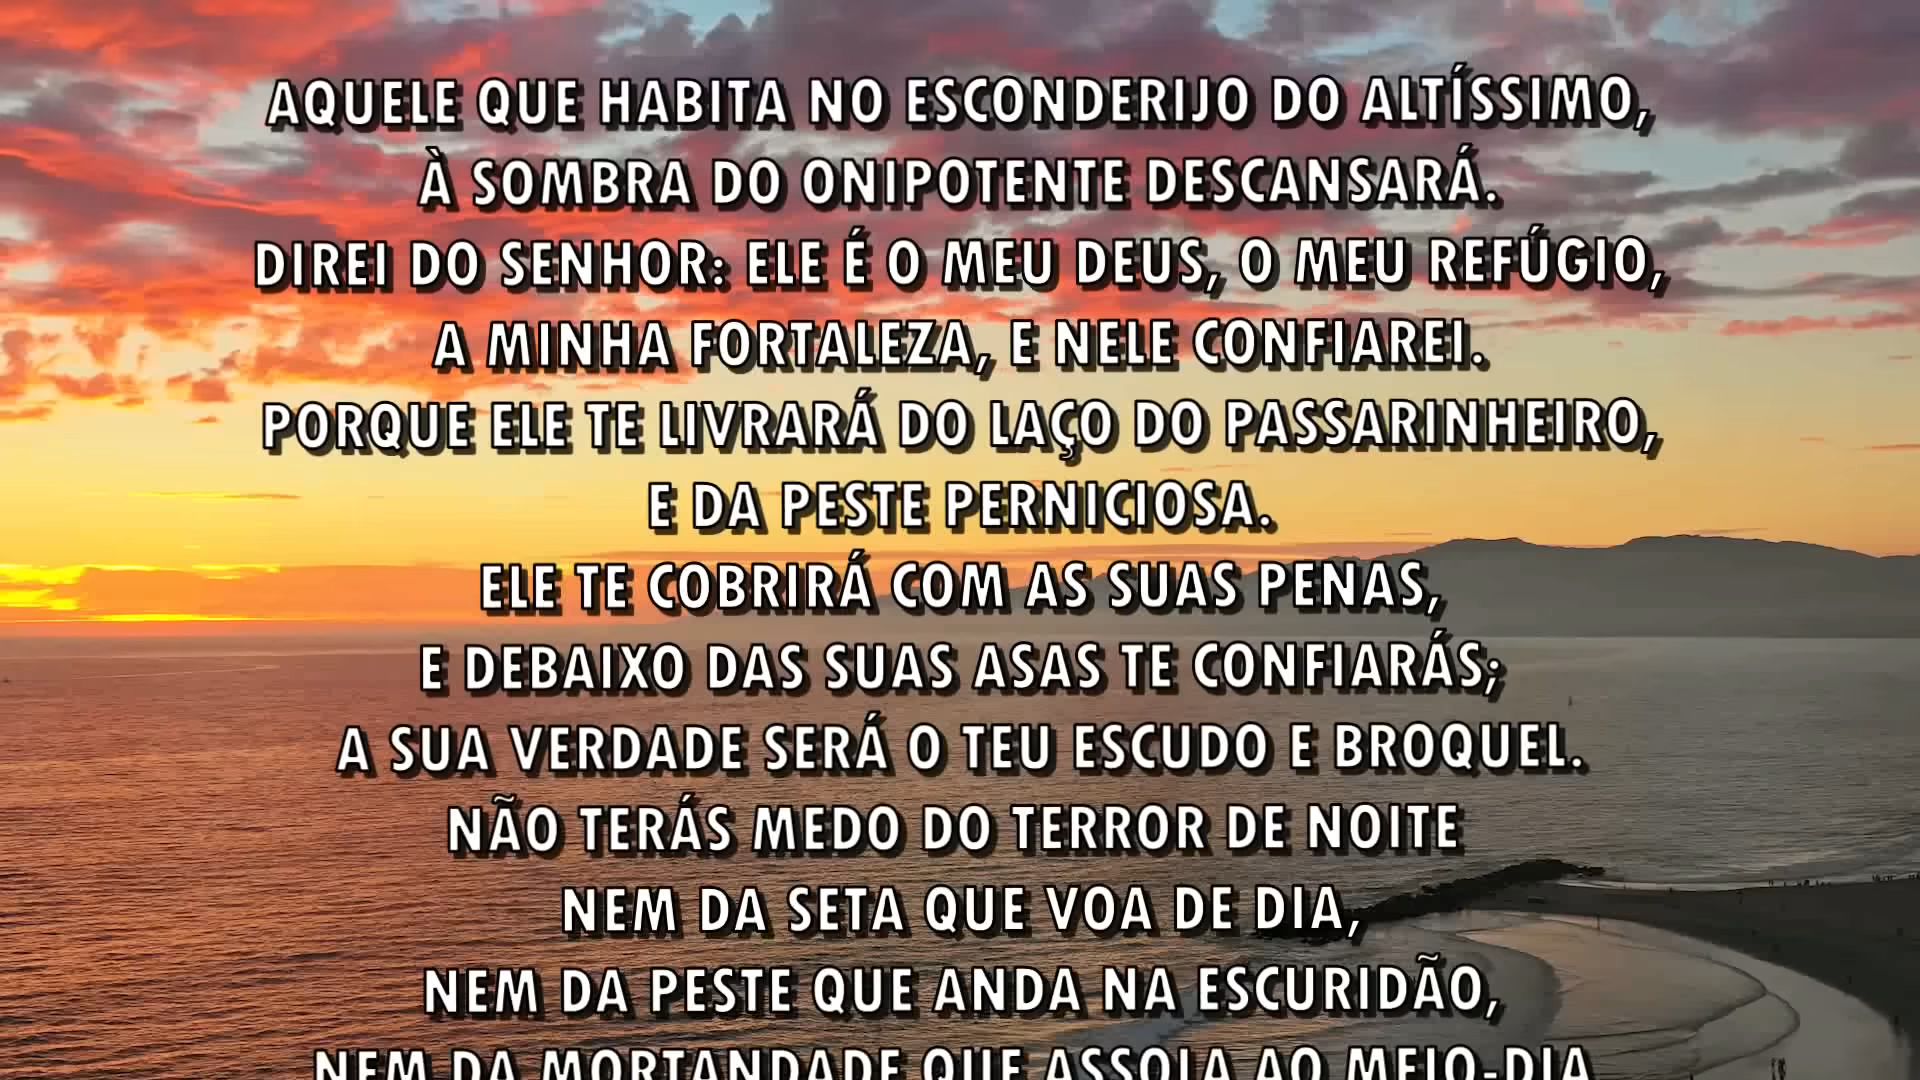 AQUELE QUE HABITA NO ESCONDERIJO DO ALTÍSSIMO,
À SOMBRA DO ONIPOTENTE DESCANSARÁ.
DIREI DO SENHOR: ELE É O MEU DEUS, O MEU REFÚGIO,
A MINHA FORTALEZA, E NELE CONFIAREI.
PORQUE ELE TE LIVRARÁ DO LAÇO DO PASSARINHEIRO,
E DA PESTE PERNICIOSA.
ELE TE COBRIRÁ COM AS SUAS PENAS,
E DEBAIXO DAS SUAS ASAS TE CONFIARÁS;
A SUA VERDADE SERÁ O TEU ESCUDO E BROQUEL.
NÃO TERÁS MEDO DO TERROR DE NOITE
NEM DA SETA QUE VOA DE DIA,
NEM DA PESTE QUE ANDA NA ESCURIDÃO,
NEM DA MORTANDADE QUE ASSOLA AO MEIO-DIA